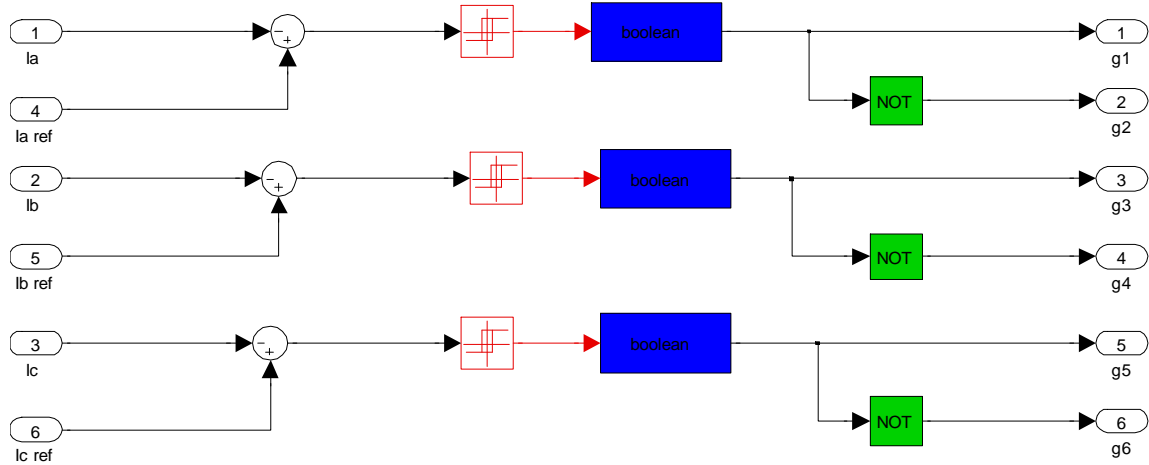 1
Ia
- +
boolean
1
g1
4
Ia ref
NOT
2
g2
2
Ib
- +
boolean
3
g3
5
Ib ref
NOT
4
g4
3
Ic
- +
boolean
5
g5
6
Ic ref
NOT
6
g6